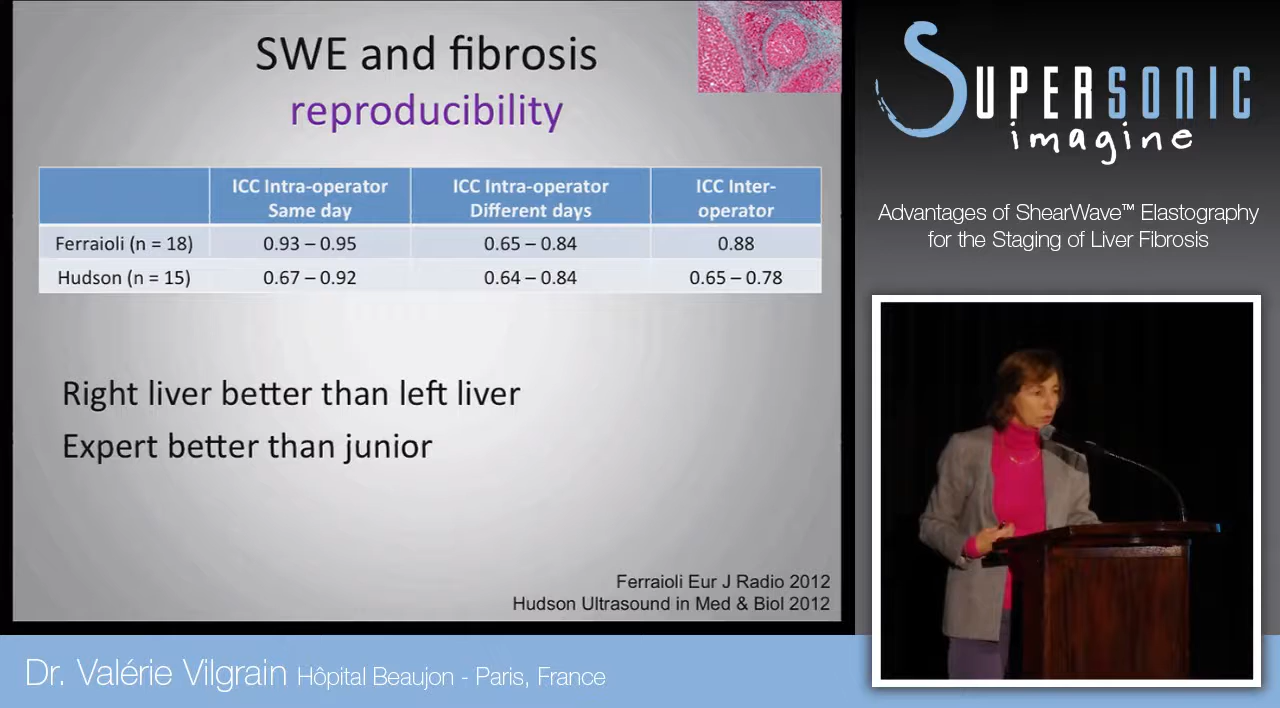 SWE and fibrosis
reproducibility
ICC Intra-operator Same day
ICC Intra-operator Different days
ICC Inter-operator
Ferraioli (n = 18) 0.93 – 0.95 0.65 – 0.84 0.88
Hudson (n = 15) 0.67 – 0.92 0.64 – 0.84 0.65 – 0.78
Right liver better than left liver
Expert better than junior
Ferraioli Eur J Radio 2012
Hudson Ultrasound in Med & Biol 2012
SUPERSONIC
imagine
Advantages of ShearWave™ Elastography
for the Staging of Liver Fibrosis
Dr. Valérie Vilgrain Hôpital Beaujon - Paris, France